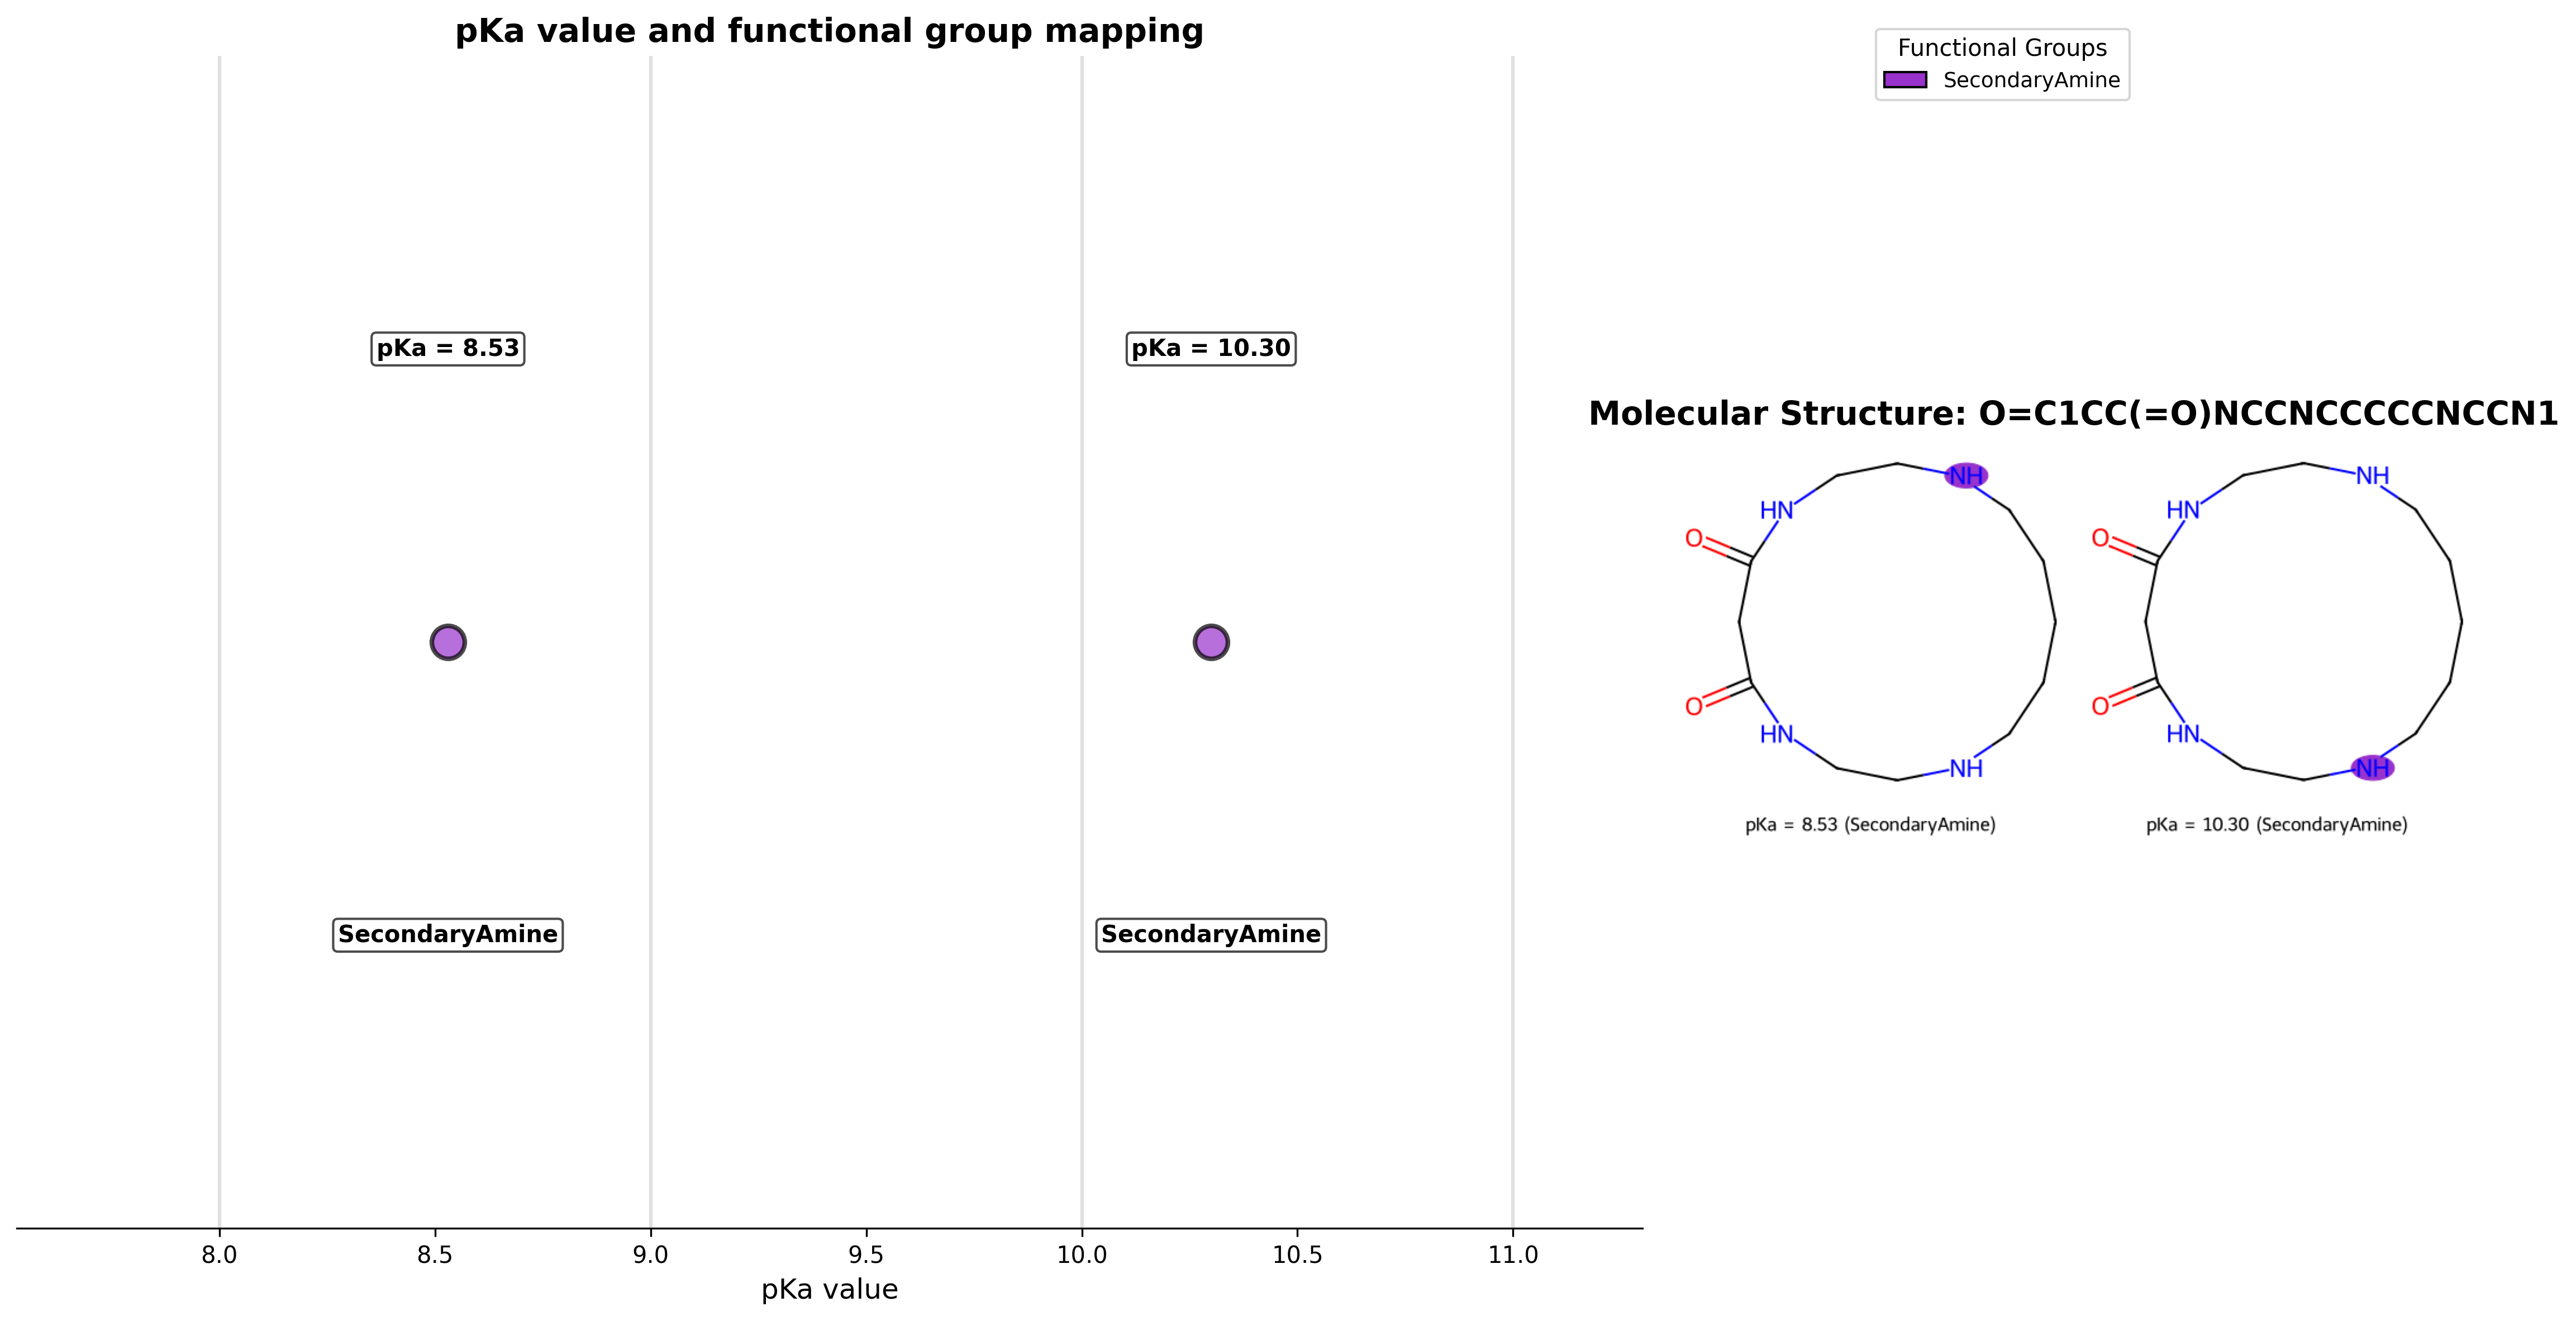 pKa value and functional group mapping
Functional Groups
SecondaryAmine
pKa = 8.53
pKa = 10.30
SecondaryAmine
SecondaryAmine
8.0
8.5
9.0
9.5
10.0
10.5
11.0
pKa value
Molecular Structure: O=C1CC(=O)NCCNCCCCCNCCN1
NH
HN
O
O
HN
NH
pKa = 8.53 (SecondaryAmine)
NH
HN
O
O
HN
NH
pKa = 10.30 (SecondaryAmine)